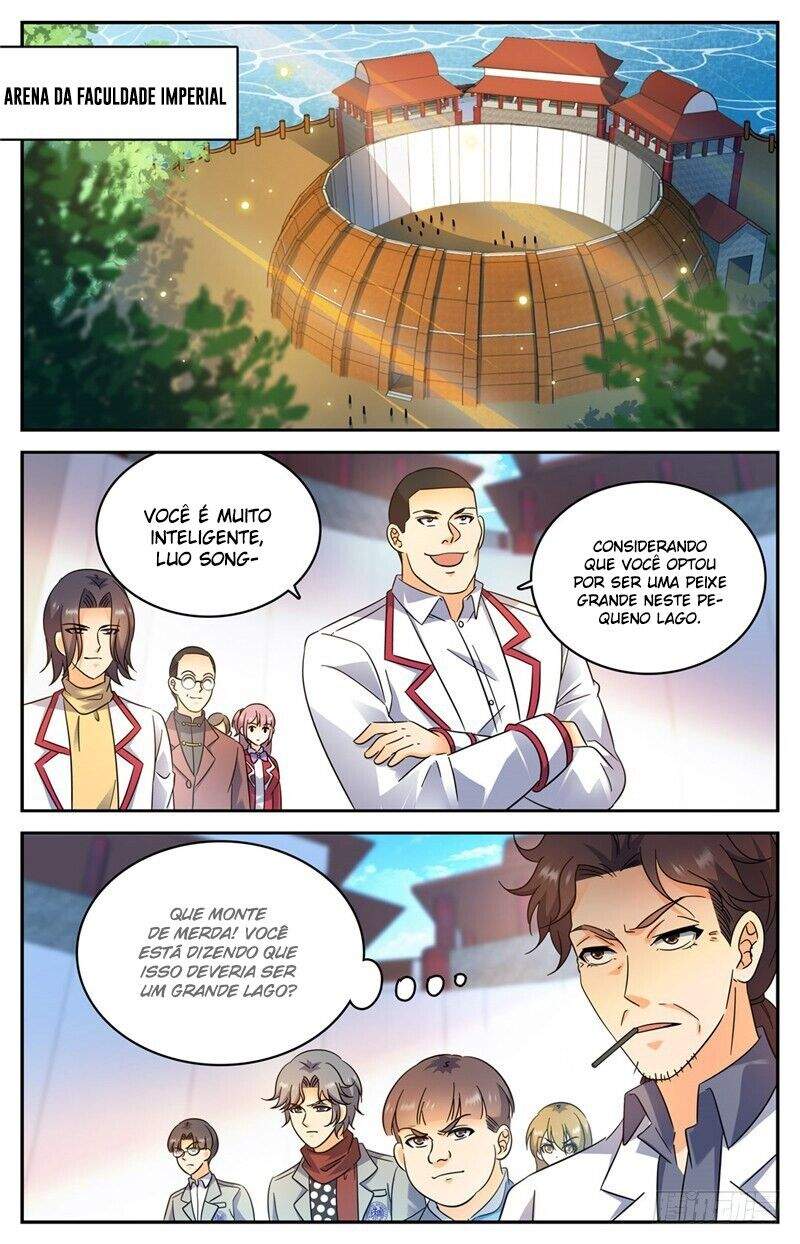 ARENA DA FACULDADE IMPERIAL
VOCÊ É MUITO
INTELIGENTE,
LUO SONG-
CONSIDERANDO
QUE VOCÊ OPTOU
POR SER UMA PEIXE
GRANDE NESTE PE-
QUENO LAGO.
QUE MONTE
DE MERDA! VOCÊ
ESTÁ DIZENDO QUE
ISSO DEVERIA SER
UM GRANDE LAGO?